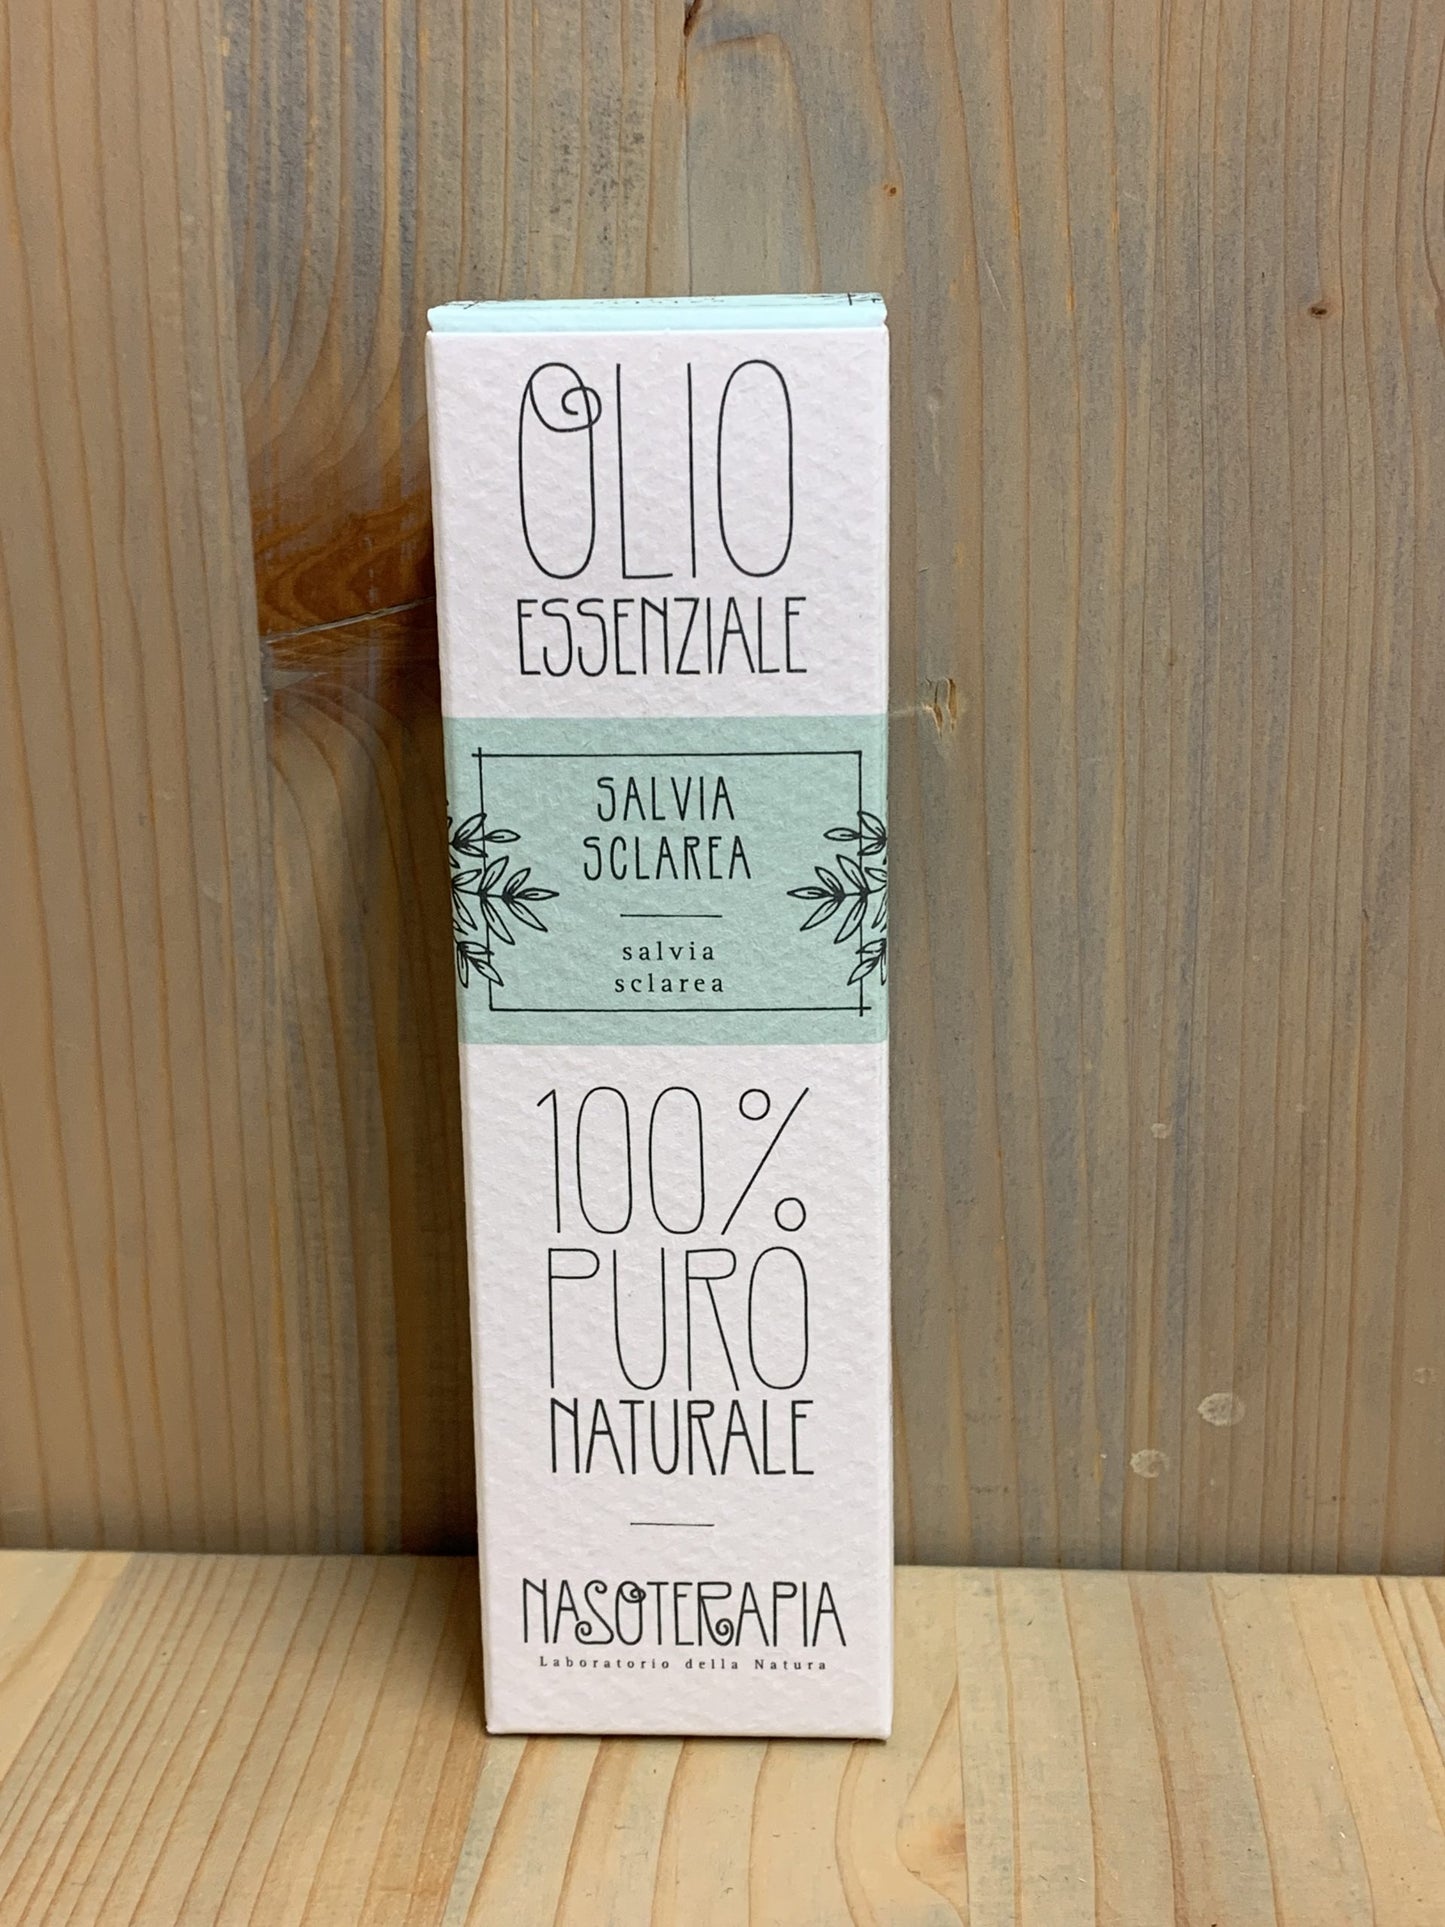 OLIO
ESSENZIALE
SALVIA
SCLAREA
salvia
sclarea
100%
PURO
NATURALE
NASOTERAPIA
Laboratorio della Natura